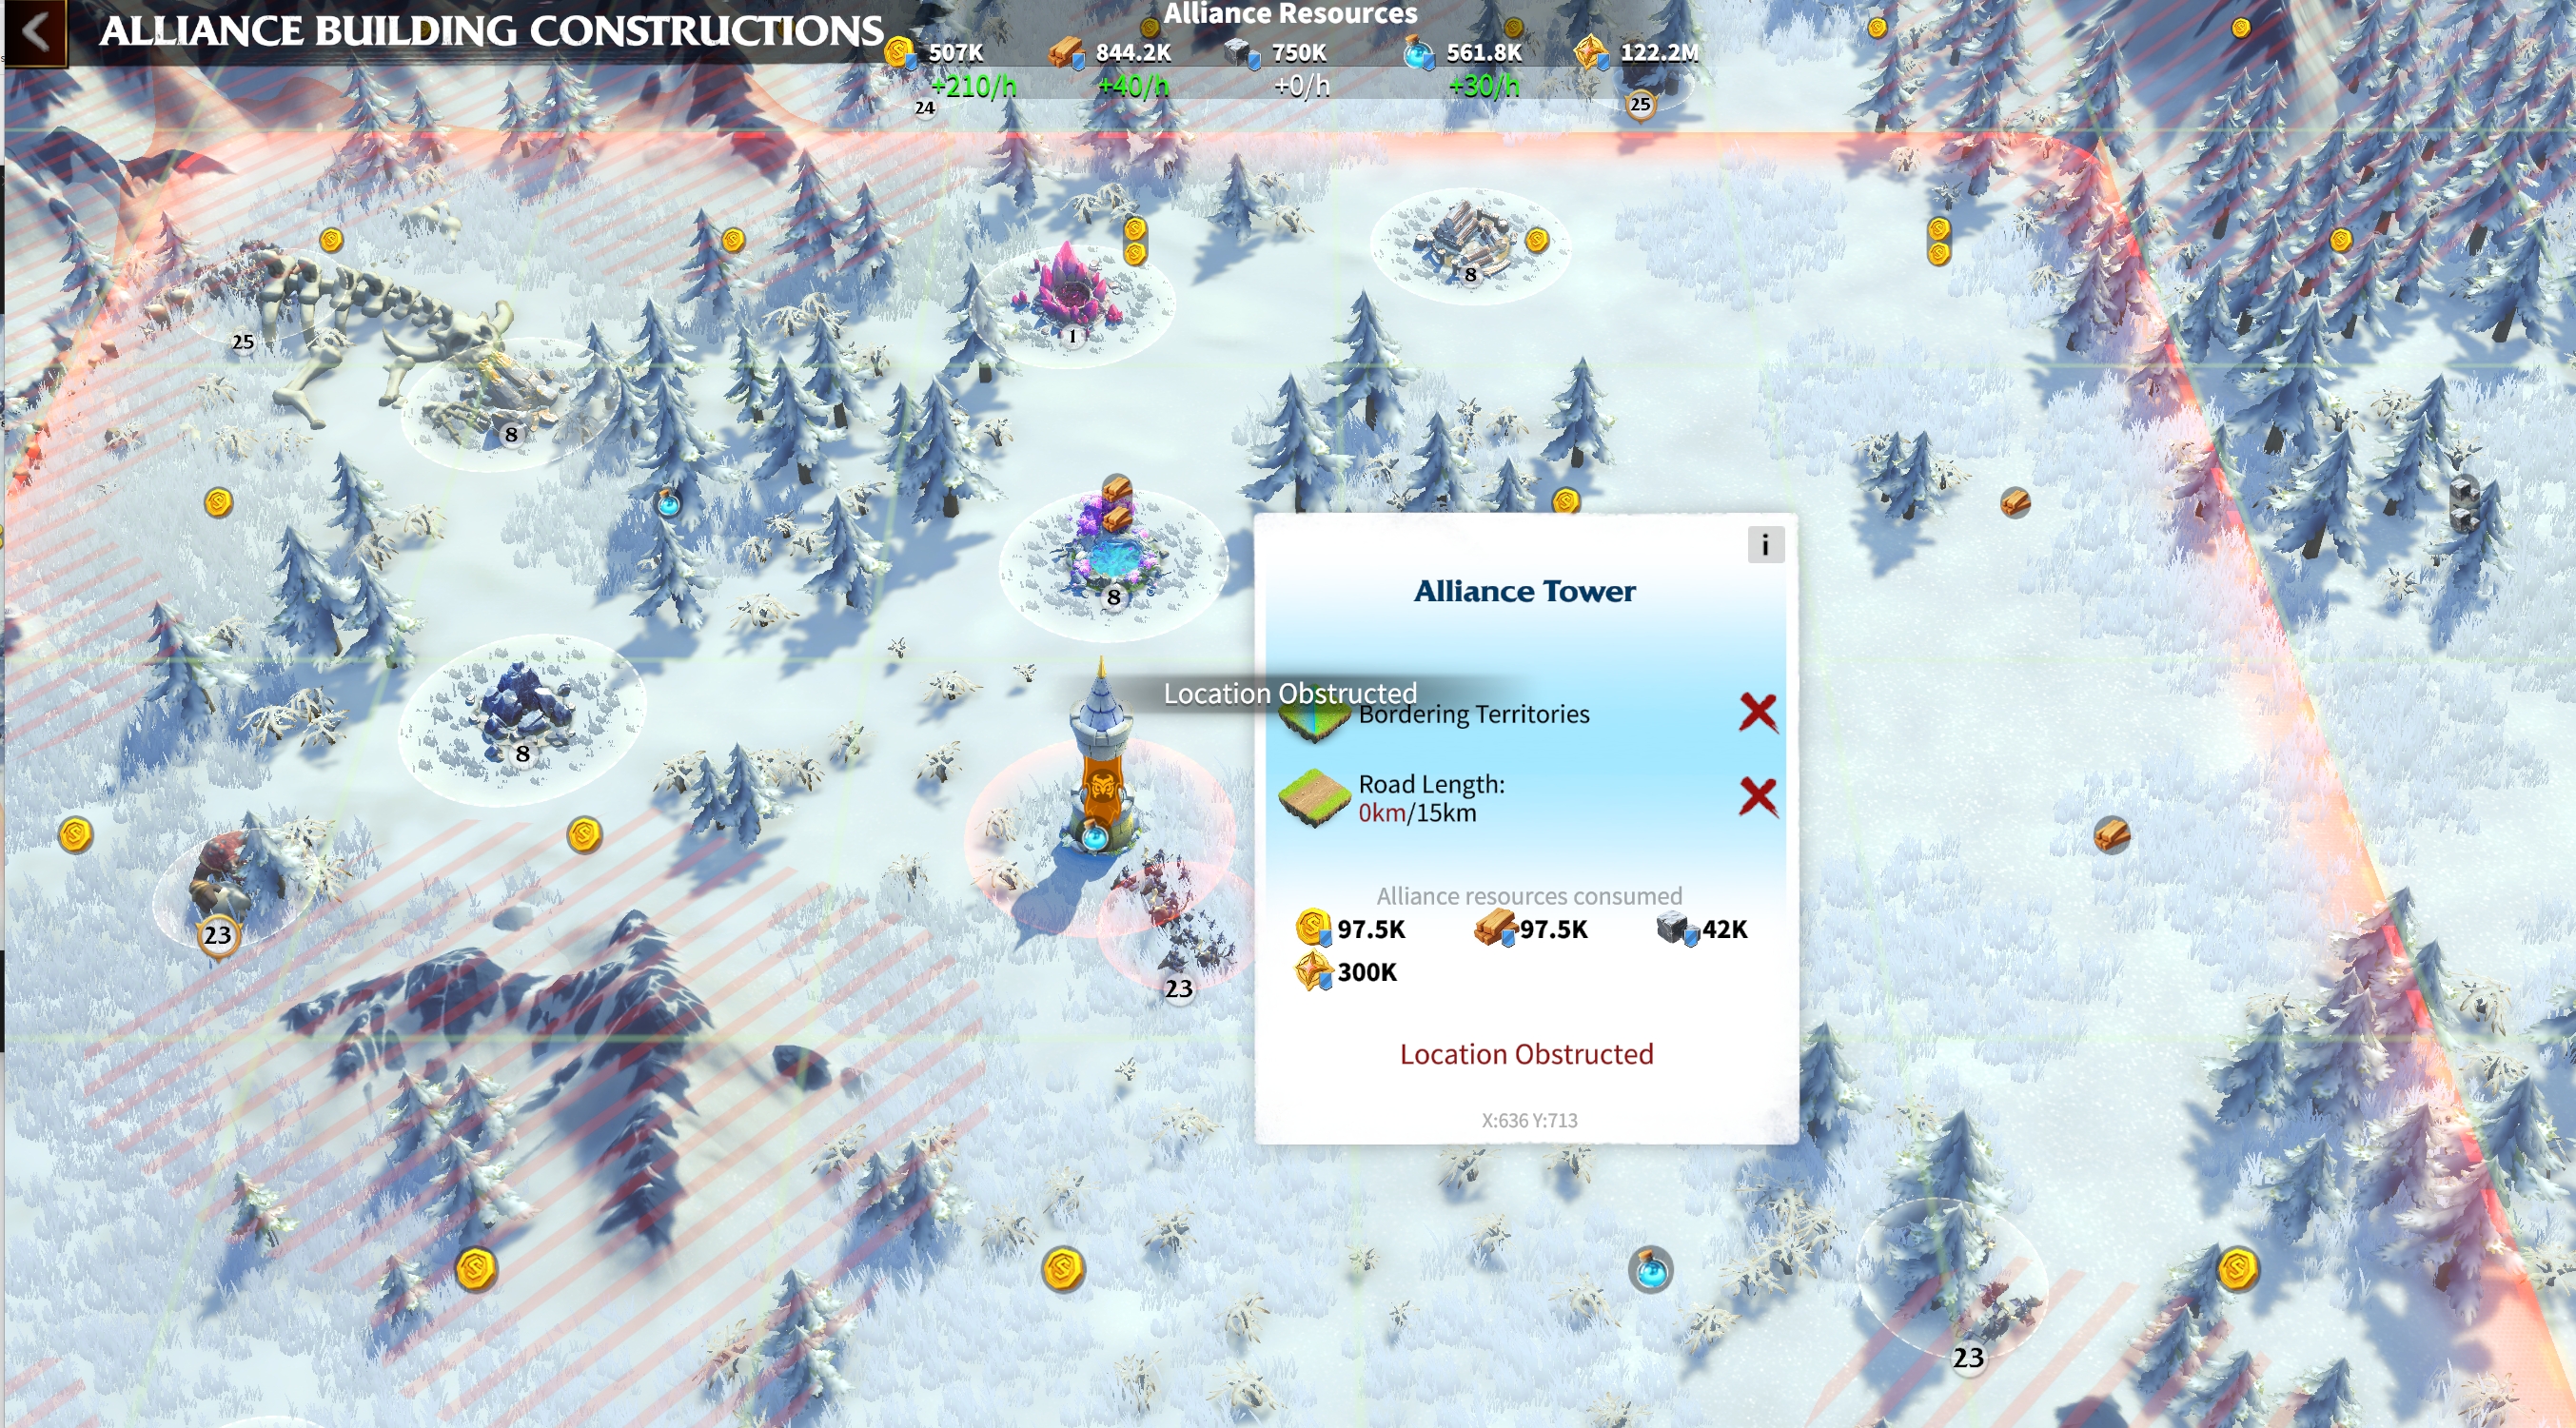 ALLIANCE BUILDING CONSTRUCTIONS
Alliance Resources
507K 844.2K 750K 561.8K 122.2M
+210/h +40/h +0/h +30/h
24
25
8
1
25
8
8
8
23
23
23
i
Alliance Tower
Location Obstructed
Bordering Territories
Road Length:
0km/15km
Alliance resources consumed
97.5K 97.5K 42K
300K
Location Obstructed
X:636 Y:713